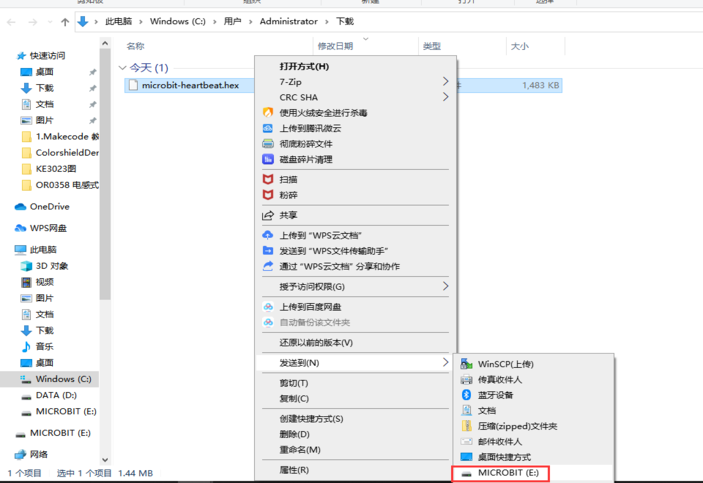 此电脑 › Windows (C:) › 用户 › Administrator › 下载
名称 修改日期 类型 大小
快速访问
桌面
下载
文档
图片
1.Makecode 教
ColorshieldDer
KE3023图
OR0358 电感式
OneDrive
WPS网盘
此电脑
3D 对象
视频
图片
文档
下载
音乐
桌面
Windows (C:)
DATA (D:)
MICROBIT (E:)
MICROBIT (E:)
网络
今天 (1)
microbit-heartbeat.hex 件 1,483 KB
打开方式(H)
7-Zip
CRC SHA
使用火绒安全进行杀毒
上传到腾讯微云
彻底粉碎文件
磁盘碎片清理
扫描
粉碎
共享
上传到 “WPS云文档”
发送到 “WPS文件传输助手”
通过 “WPS云文档” 分享和协作
授予访问权限(G)
上传到百度网盘
自动备份该文件夹
还原以前的版本(V)
发送到(N)
剪切(T)
复制(C)
创建快捷方式(S)
删除(D)
重命名(M)
属性(R)
WinSCP(上传)
传真收件人
蓝牙设备
文档
压缩(zipped)文件夹
邮件收件人
桌面快捷方式
MICROBIT (E:)
1 个项目 选中 1 个项目 1.44 MB